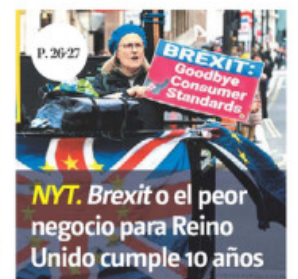 P. 26-27
BREXIT:
Goodbye
Consumer
Standards
NYT. Brexit o el peor
negocio para Reino
Unido cumple 10 años